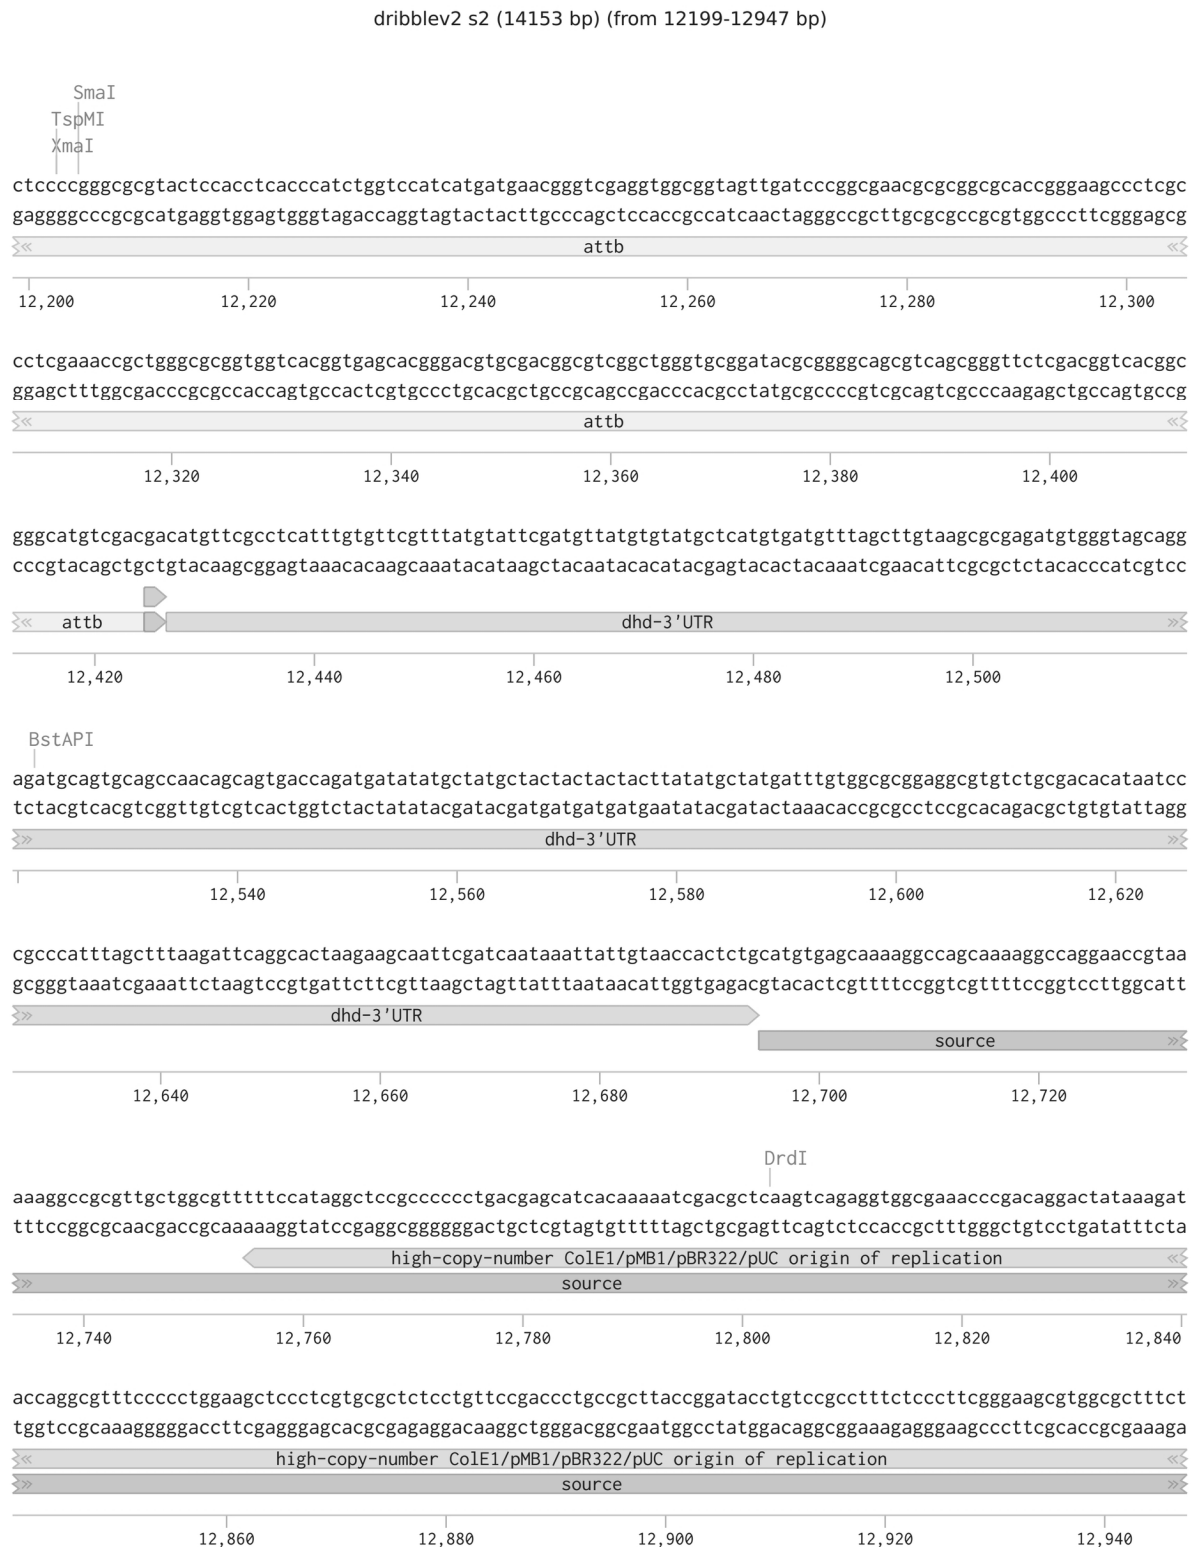 dribblev2 s2 (14153 bp) (from 12199-12947 bp)
SmaI
TspMI
XmaI
ctccccgggcgcgtactccacctcacccatctggtccatcatgatgaacgggtcgaggtggcggtagttgatcccggcgaacgcgcggcgcaccgggaagccctcgc
gaggggcccgcgcatgaggtggagtgggtagaccaggtagtactacttgcccagctccaccgccatcaactagggccgcttgcgcgccgcgtggcccttcgggagcg
attb
12,200 12,220 12,240 12,260 12,280 12,300
cctcgaaaccgctgggcgcggtggtcacggtgagcacgggacgtgcgacggcgtcggctgggtgcggatacgcggggcagcgtcagcgggttctcgacggtcacggc
ggagctttggcgacccgcgccaccagtgccactcgtgccctgcacgctgccgcagccgacccacgcctatgcgccccgtcgcagtcgcccaagagctgccagtgccg
attb
12,320 12,340 12,360 12,380 12,400
gggcatgtcgacgacatgttcgcctcatttgtgttcgtttatgtattcgatgttatgtgtatgctcatgtgatgtttagcttgtaagcgcgagatgtgggtagcagg
cccgtacagctgctgtacaagcggagtaaacacaagcaaatacataagctacaatacacatacgagtacactacaaatcgaacattcgcgctctacacccatcgtcc
attb dhd-3'UTR
12,420 12,440 12,460 12,480 12,500
BstAPI
agatgcagtgcagccaacagcagtgaccagatgatatatgctatgctactactactacttatatgctatgatttgtggcgcggaggcgtgtctgcgacacataatcc
tctacgtcacgtcggttgtcgtcactggtctactatatacgatacgatgatgatgatgaatatacgatactaaacaccgcgcctccgcacagacgctgtgtattagg
dhd-3'UTR
12,540 12,560 12,580 12,600 12,620
cgcccatttagctttaagattcaggcactaagaagcaattcgatcaataaattattgtaaccactctgcatgtgagcaaaaggccagcaaaaggccaggaaccgtaa
gcgggtaaatcgaaattctaagtccgtgattcttcgttaagctagttatttaataacattggtgagacgtacactcgttttccggtcgttttccggtccttggcatt
dhd-3'UTR
source
12,640 12,660 12,680 12,700 12,720
DrdI
aaaggccgcgttgctggcgtttttccataggctccgcccccctgacgagcatcacaaaaatcgacgctcaagtcagaggtggcgaaacccgacaggactataaagat
tttccggcgcaacgaccgcaaaaaggtatccgaggcggggggactgctcgtagtgtttttagctgcgagttcagtctccaccgctttgggctgtcctgatatttcta
high-copy-number ColE1/pMB1/pBR322/pUC origin of replication
source
12,740 12,760 12,780 12,800 12,820 12,840
accaggcgtttccccctggaagctccctcgtgcgctctcctgttccgaccctgccgcttaccggatacctgtccgcctttctcccttcgggaagcgtggcgctttct
tggtccgcaaagggggaccttcgagggagcacgcgagaggacaaggctgggacggcgaatggcctatggacaggcggaaagagggaagcccttcgcaccgcgaaaga
high-copy-number ColE1/pMB1/pBR322/pUC origin of replication
source
12,860 12,880 12,900 12,920 12,940